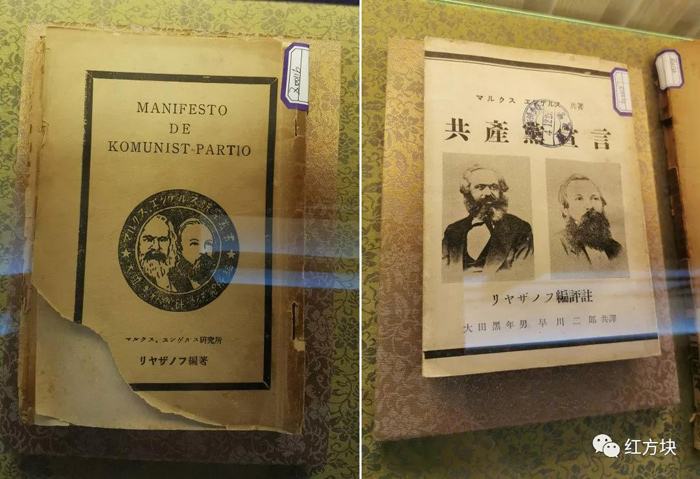 MANIFESTO
DE
KOMUNIST-PARTIO
マルクス、エンゲルス研究所
リヤザノフ編著
マルクス エンゲルス 共著
共產黨宣言
リヤザノフ編評註
大田黑年男 早川二郎 共譯
红方块